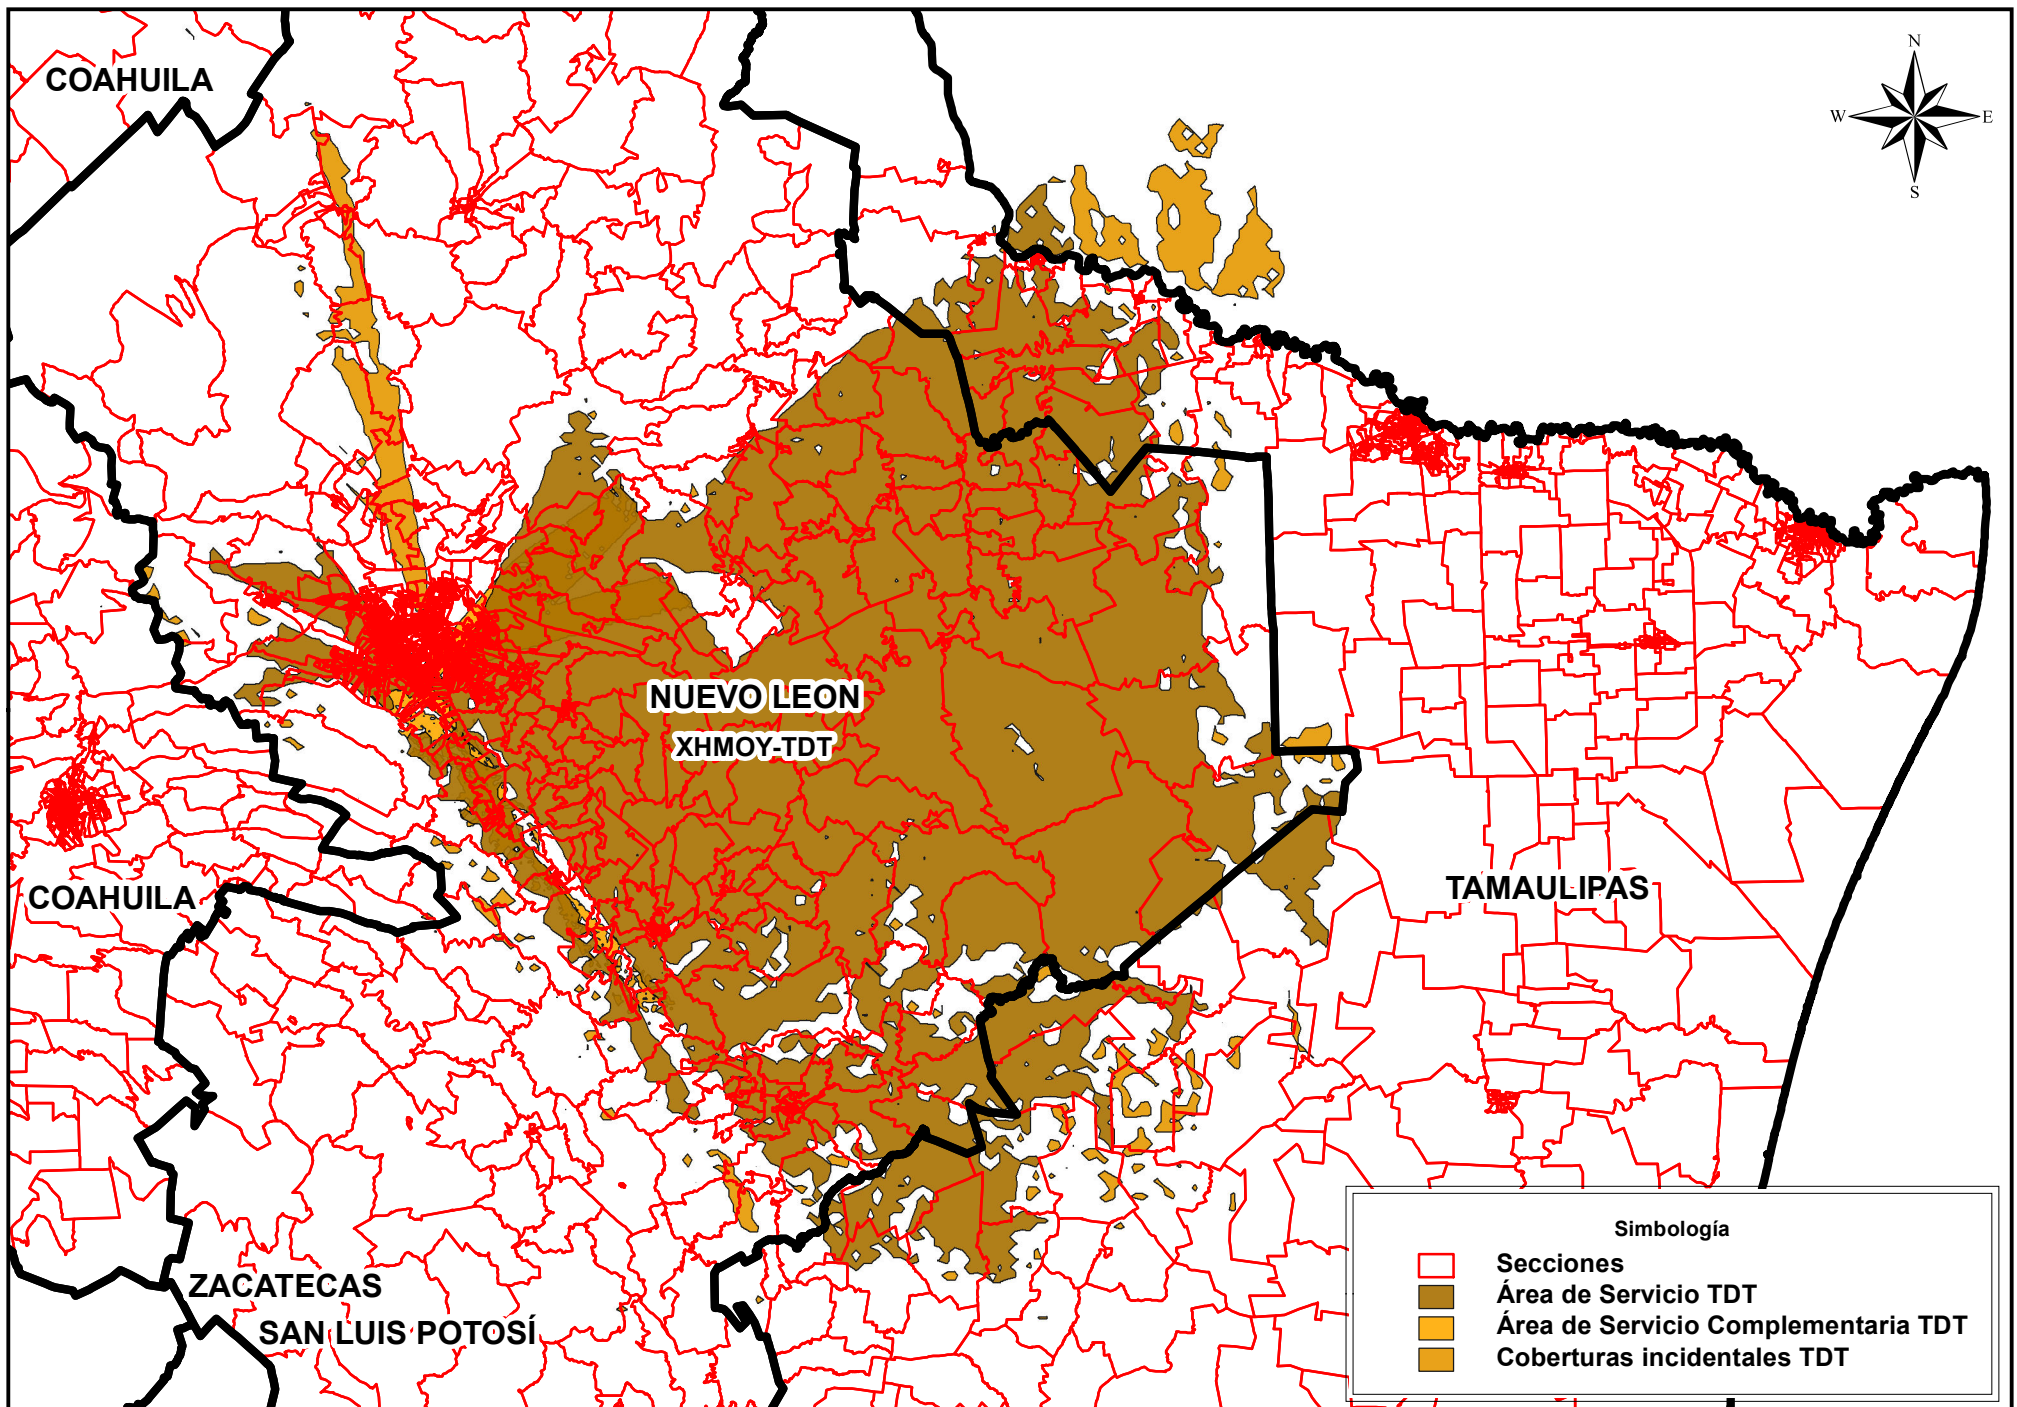 COAHUILA
N
W
E
S
NUEVO LEON
XHMOY-TDT
COAHUILA
TAMAULIPAS
ZACATECAS
SAN LUIS POTOSÍ
Simbología
Secciones
Área de Servicio TDT
Área de Servicio Complementaria TDT
Coberturas incidentales TDT